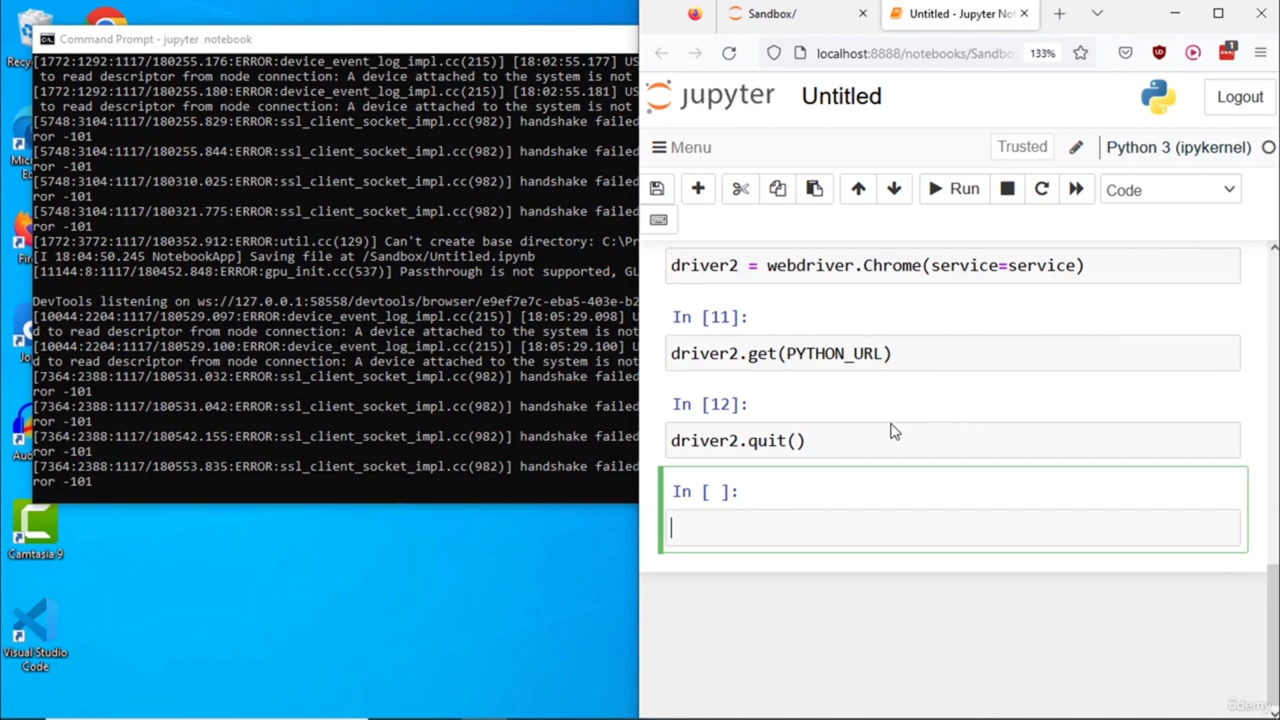 Command Prompt - jupyter notebook
[1772:1292:1117/180255.176:ERROR:device_event_log_impl.cc(215)] [18:02:55.177] US
to read descriptor from node connection: A device attached to the system is not
[1772:1292:1117/180255.180:ERROR:device_event_log_impl.cc(215)] [18:02:55.181] US
to read descriptor from node connection: A device attached to the system is not
[5748:3104:1117/180255.829:ERROR:ssl_client_socket_impl.cc(982)] handshake failed
ror -101
[5748:3104:1117/180255.844:ERROR:ssl_client_socket_impl.cc(982)] handshake failed
ror -101
[5748:3104:1117/180310.025:ERROR:ssl_client_socket_impl.cc(982)] handshake failed
ror -101
[5748:3104:1117/180321.775:ERROR:ssl_client_socket_impl.cc(982)] handshake failed
ror -101
[1772:3772:1117/180352.912:ERROR:util.cc(129)] Can't create base directory: C:\Pr
[I 18:04:50.245 NotebookApp] Saving file at /Sandbox/Untitled.ipynb
[11144:8:1117/180452.848:ERROR:gpu_init.cc(537)] Passthrough is not supported, GL
DevTools listening on ws://127.0.0.1:58558/devtools/browser/e9ef7e7c-eba5-403e-b2
[10044:2204:1117/180529.097:ERROR:device_event_log_impl.cc(215)] [18:05:29.098] U
d to read descriptor from node connection: A device attached to the system is not
[10044:2204:1117/180529.100:ERROR:device_event_log_impl.cc(215)] [18:05:29.100] U
d to read descriptor from node connection: A device attached to the system is not
[7364:2388:1117/180531.032:ERROR:ssl_client_socket_impl.cc(982)] handshake failed
ror -101
[7364:2388:1117/180531.042:ERROR:ssl_client_socket_impl.cc(982)] handshake failed
ror -101
[7364:2388:1117/180542.155:ERROR:ssl_client_socket_impl.cc(982)] handshake failed
ror -101
[7364:2388:1117/180553.835:ERROR:ssl_client_socket_impl.cc(982)] handshake failed
ror -101
Camtasia 9
Visual Studio
Code
Sandbox/
Untitled - Jupyter Not
localhost:8888/notebooks/Sandbo
133%
1
jupyter Untitled
Logout
Menu
Trusted
Python 3 (ipykernel)
Run
Code
driver2 = webdriver.Chrome(service=service)
In [11]:
driver2.get(PYTHON_URL)
In [12]:
driver2.quit()
In [ ]:
ûdemy